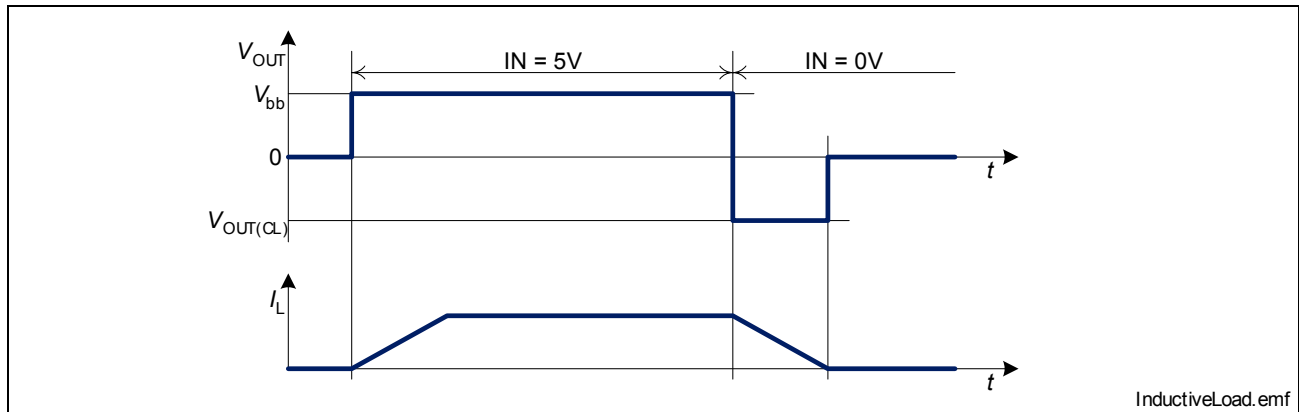 V_OUT
IN = 5V
IN = 0V
V_bb
0
t
V_OUT(CL)
I_L
t
InductiveLoad.emf